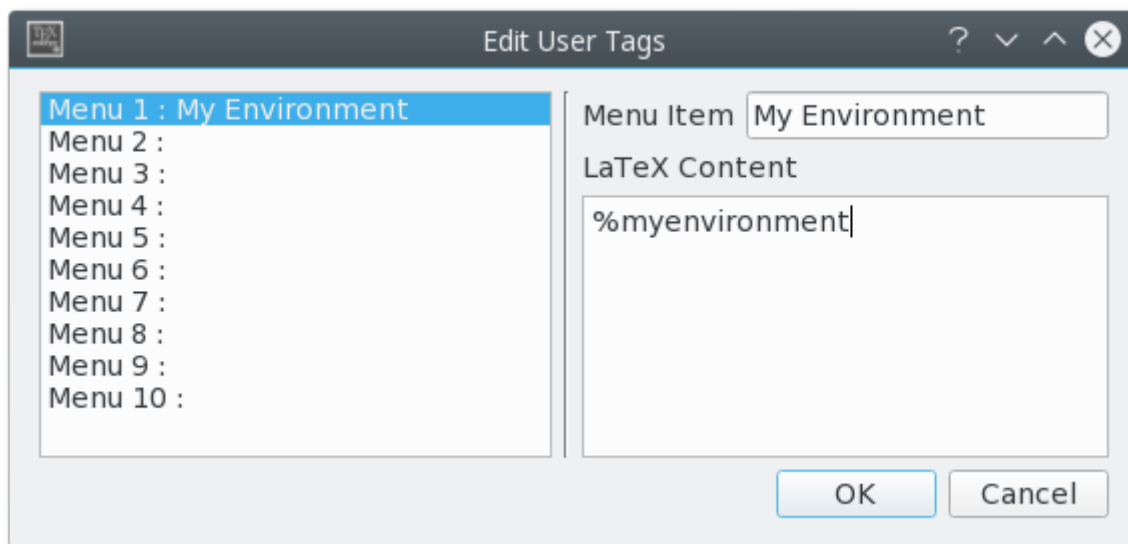 Edit User Tags
Menu 1 : My Environment
Menu 2 :
Menu 3 :
Menu 4 :
Menu 5 :
Menu 6 :
Menu 7 :
Menu 8 :
Menu 9 :
Menu 10 :
Menu Item My Environment
LaTeX Content
%myenvironment
OK Cancel